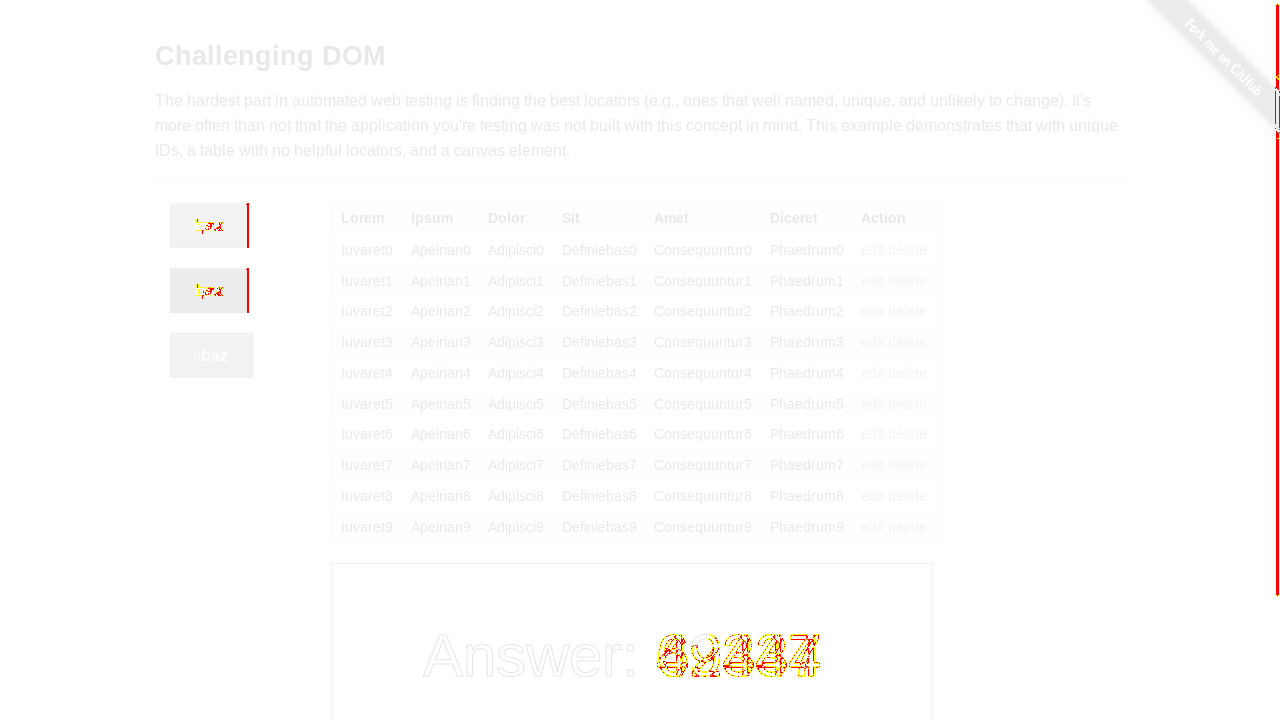 Fork me on GitHub
Challenging DOM
The hardest part in automated web testing is finding the best locators (e.g., ones that well named, unique, and unlikely to change). It's
more often than not that the application you're testing was not built with this concept in mind. This example demonstrates that with unique
IDs, a table with no helpful locators, and a canvas element.
baz
Lorem Ipsum Dolor Sit Amet Diceret Action
Iuvaret0 Apeirian0 Adipisci0 Definiebas0 Consequuntur0 Phaedrum0 edit delete
Iuvaret1 Apeirian1 Adipisci1 Definiebas1 Consequuntur1 Phaedrum1 edit delete
Iuvaret2 Apeirian2 Adipisci2 Definiebas2 Consequuntur2 Phaedrum2 edit delete
Iuvaret3 Apeirian3 Adipisci3 Definiebas3 Consequuntur3 Phaedrum3 edit delete
Iuvaret4 Apeirian4 Adipisci4 Definiebas4 Consequuntur4 Phaedrum4 edit delete
Iuvaret5 Apeirian5 Adipisci5 Definiebas5 Consequuntur5 Phaedrum5 edit delete
Iuvaret6 Apeirian6 Adipisci6 Definiebas6 Consequuntur6 Phaedrum6 edit delete
Iuvaret7 Apeirian7 Adipisci7 Definiebas7 Consequuntur7 Phaedrum7 edit delete
Iuvaret8 Apeirian8 Adipisci8 Definiebas8 Consequuntur8 Phaedrum8 edit delete
Iuvaret9 Apeirian9 Adipisci9 Definiebas9 Consequuntur9 Phaedrum9 edit delete
Answer: